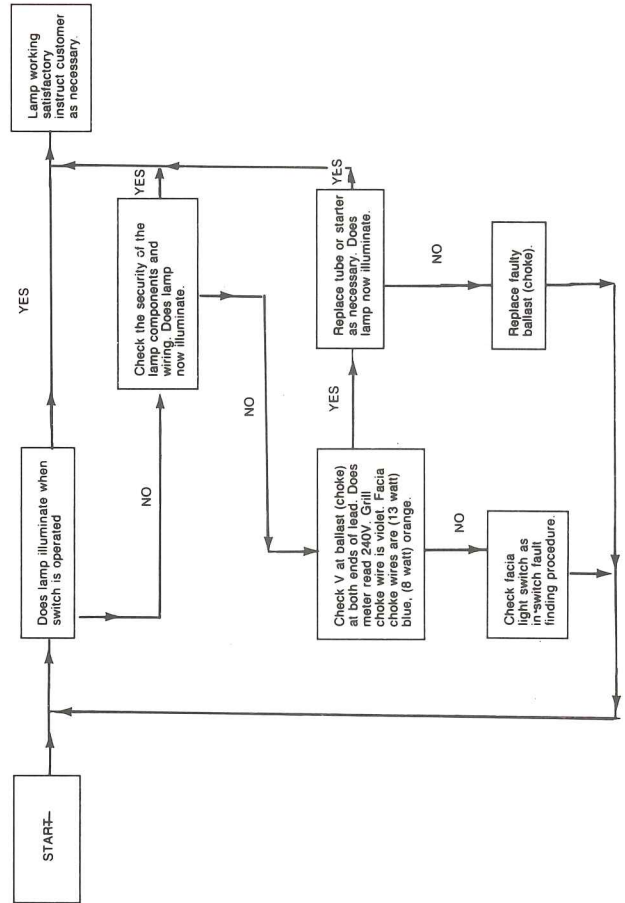 START
Does lamp illuminate when
switch is operated
YES
Lamp working
satisfactory
instruct customer
as necessary.
NO
Check the security of the
lamp components and
wiring. Does lamp
now illuminate.
YES
NO
Check V at ballast (choke)
at both ends of lead. Does
meter read 240V. Grill
choke wire is violet. Facia
choke wires are (13 watt)
blue, (8 watt) orange.
YES
Replace tube or starter
as necessary. Does
lamp now illuminate.
YES
NO
Check facia
light switch as
in-switch fault
finding procedure.
NO
Replace faulty
ballast (choke).